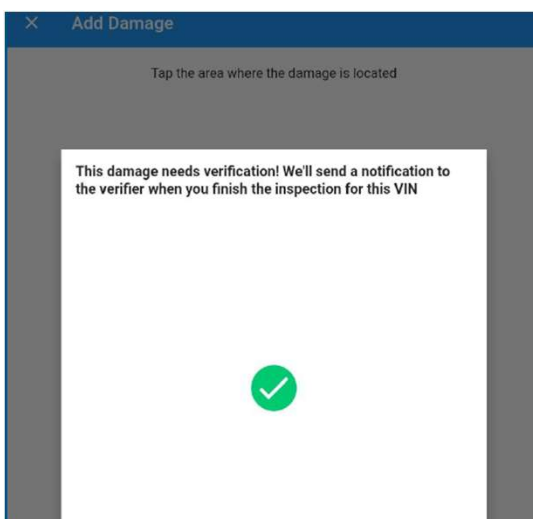 Add Damage
Tap the area where the damage is located
This damage needs verification! We'll send a notification to
the verifier when you finish the inspection for this VIN